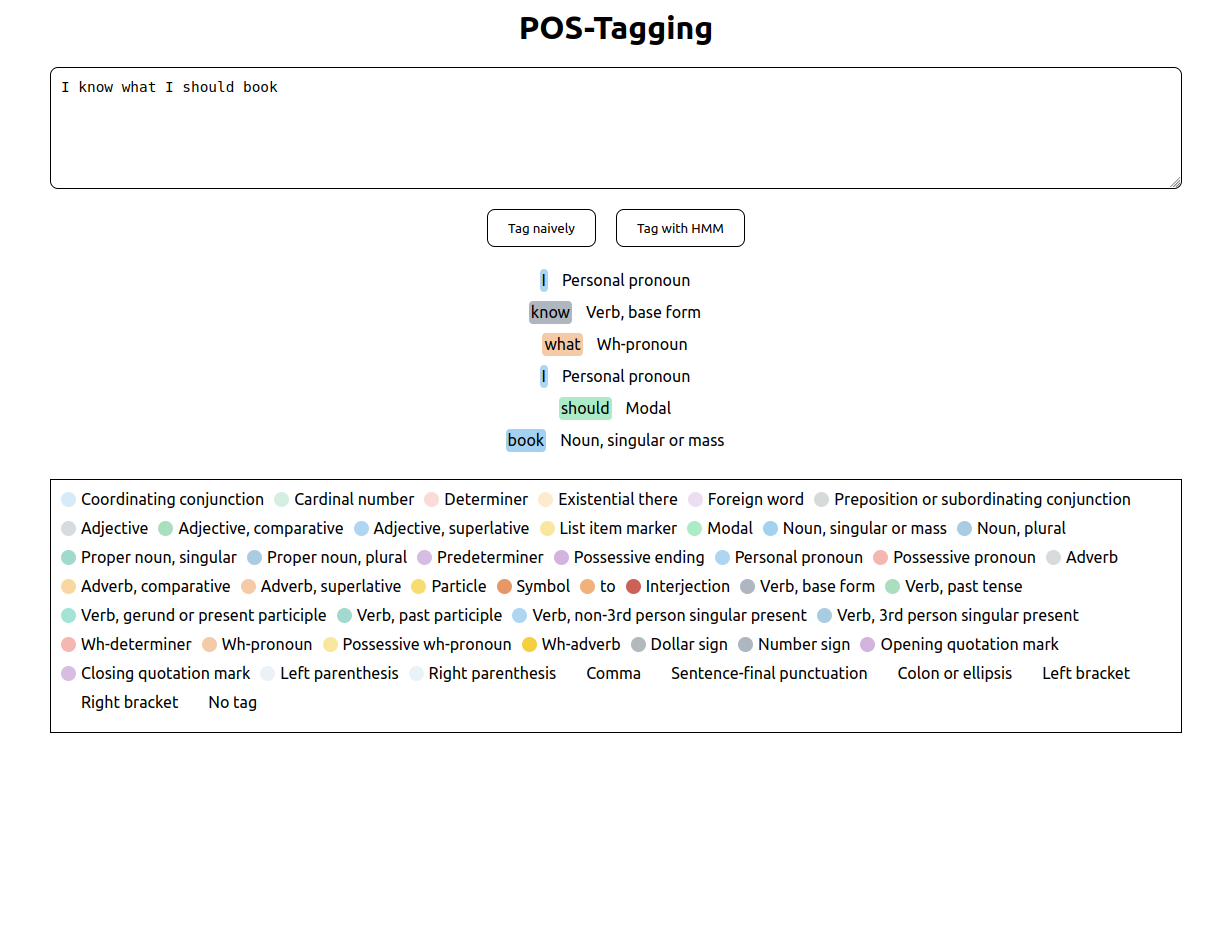 POS-Tagging
I know what I should book
Tag naively Tag with HMM
I Personal pronoun
know Verb, base form
what Wh-pronoun
I Personal pronoun
should Modal
book Noun, singular or mass
Coordinating conjunction Cardinal number Determiner Existential there Foreign word Preposition or subordinating conjunction
Adjective Adjective, comparative Adjective, superlative List item marker Modal Noun, singular or mass Noun, plural
Proper noun, singular Proper noun, plural Predeterminer Possessive ending Personal pronoun Possessive pronoun Adverb
Adverb, comparative Adverb, superlative Particle Symbol to Interjection Verb, base form Verb, past tense
Verb, gerund or present participle Verb, past participle Verb, non-3rd person singular present Verb, 3rd person singular present
Wh-determiner Wh-pronoun Possessive wh-pronoun Wh-adverb Dollar sign Number sign Opening quotation mark
Closing quotation mark Left parenthesis Right parenthesis Comma Sentence-final punctuation Colon or ellipsis Left bracket
Right bracket No tag